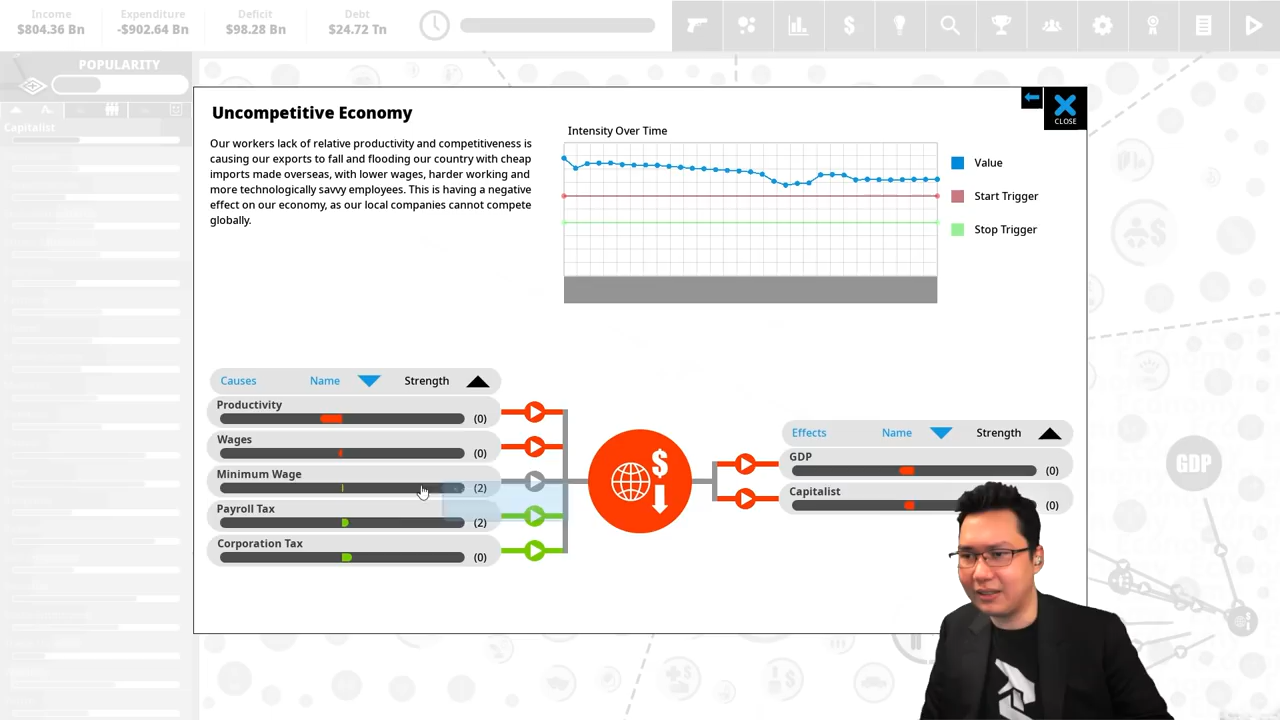 Income
Expenditure
Deficit
Debt
$804.36 Bn
-$902.64 Bn
$98.28 Bn
$24.72 Tn
POPULARITY
Capitalist
Uncompetitive Economy
CLOSE
Our workers lack of relative productivity and competitiveness is
causing our exports to fall and flooding our country with cheap
imports made overseas, with lower wages, harder working and
more technologically savvy employees. This is having a negative
effect on our economy, as our local companies cannot compete
globally.
Intensity Over Time
Value
Start Trigger
Stop Trigger
Causes Name Strength
Productivity
(0)
Wages
(0)
Minimum Wage
(2)
Payroll Tax
(2)
Corporation Tax
(0)
Effects Name Strength
GDP
(0)
Capitalist
(0)
GDP